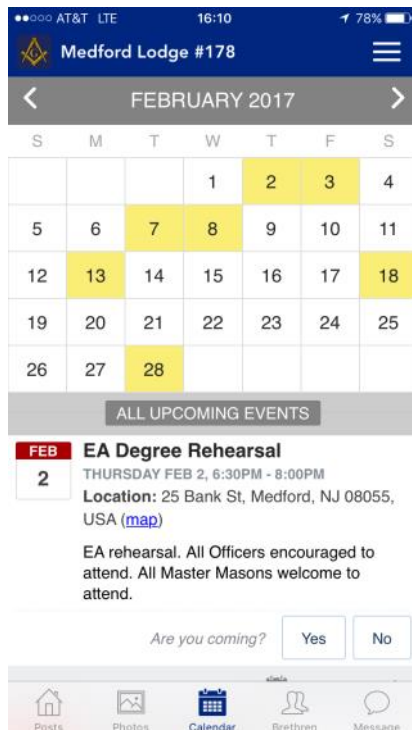 AT&T LTE 16:10 78%
Medford Lodge #178
FEBRUARY 2017
S M T W T F S
1 2 3 4
5 6 7 8 9 10 11
12 13 14 15 16 17 18
19 20 21 22 23 24 25
26 27 28
ALL UPCOMING EVENTS
FEB
2
EA Degree Rehearsal
THURSDAY FEB 2, 6:30PM - 8:00PM
Location: 25 Bank St, Medford, NJ 08055,
USA (map)
EA rehearsal. All Officers encouraged to
attend. All Master Masons welcome to
attend.
Are you coming? Yes No
Posts Photos Calendar Brethren Message